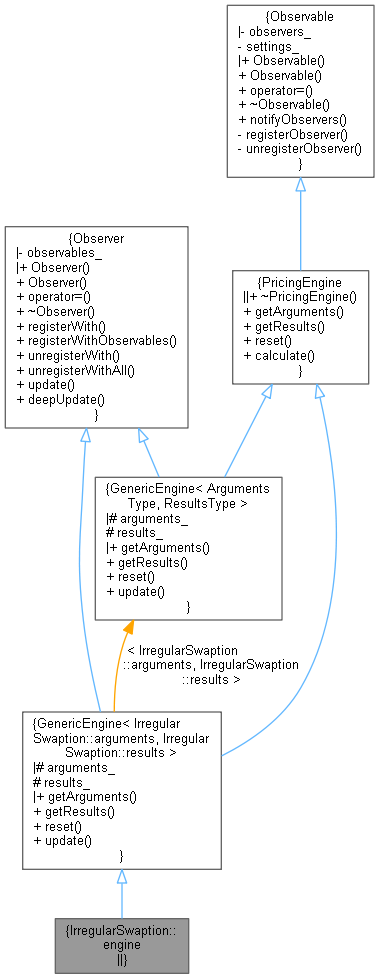 {Observable
|- observers_
- settings_
|+ Observable()
+ Observable()
+ operator=()
+ ~Observable()
+ notifyObservers()
- registerObserver()
- unregisterObserver()
}
{Observer
|- observables_
|+ Observer()
+ Observer()
+ operator=()
+ ~Observer()
+ registerWith()
+ registerWithObservables()
+ unregisterWith()
+ unregisterWithAll()
+ update()
+ deepUpdate()
}
{PricingEngine
||+ ~PricingEngine()
+ getArguments()
+ getResults()
+ reset()
+ calculate()
}
{GenericEngine< Arguments
Type, ResultsType >
|# arguments_
# results_
|+ getArguments()
+ getResults()
+ reset()
+ update()
}
< IrregularSwaption
::arguments, IrregularSwaption
::results >
{GenericEngine< Irregular
Swaption::arguments, Irregular
Swaption::results >
|# arguments_
# results_
|+ getArguments()
+ getResults()
+ reset()
+ update()
}
{IrregularSwaption::
engine
||}